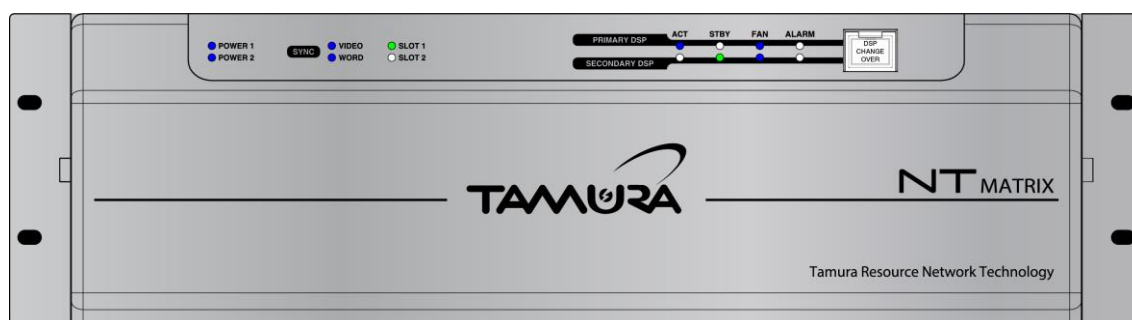 POWER 1
POWER 2
SYNC
VIDEO
WORD
SLOT 1
SLOT 2
PRIMARY DSP
SECONDARY DSP
ACT STBY FAN ALARM
DSP
CHANGE
OVER
TAMURA
NT MATRIX
Tamura Resource Network Technology